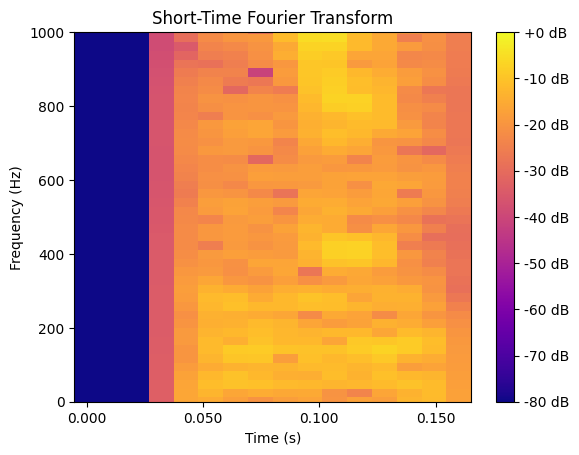 Short-Time Fourier Transform
1000
800
600
400
200
0
Frequency (Hz)
0.000
0.050
0.100
0.150
Time (s)
+0 dB
-10 dB
-20 dB
-30 dB
-40 dB
-50 dB
-60 dB
-70 dB
-80 dB